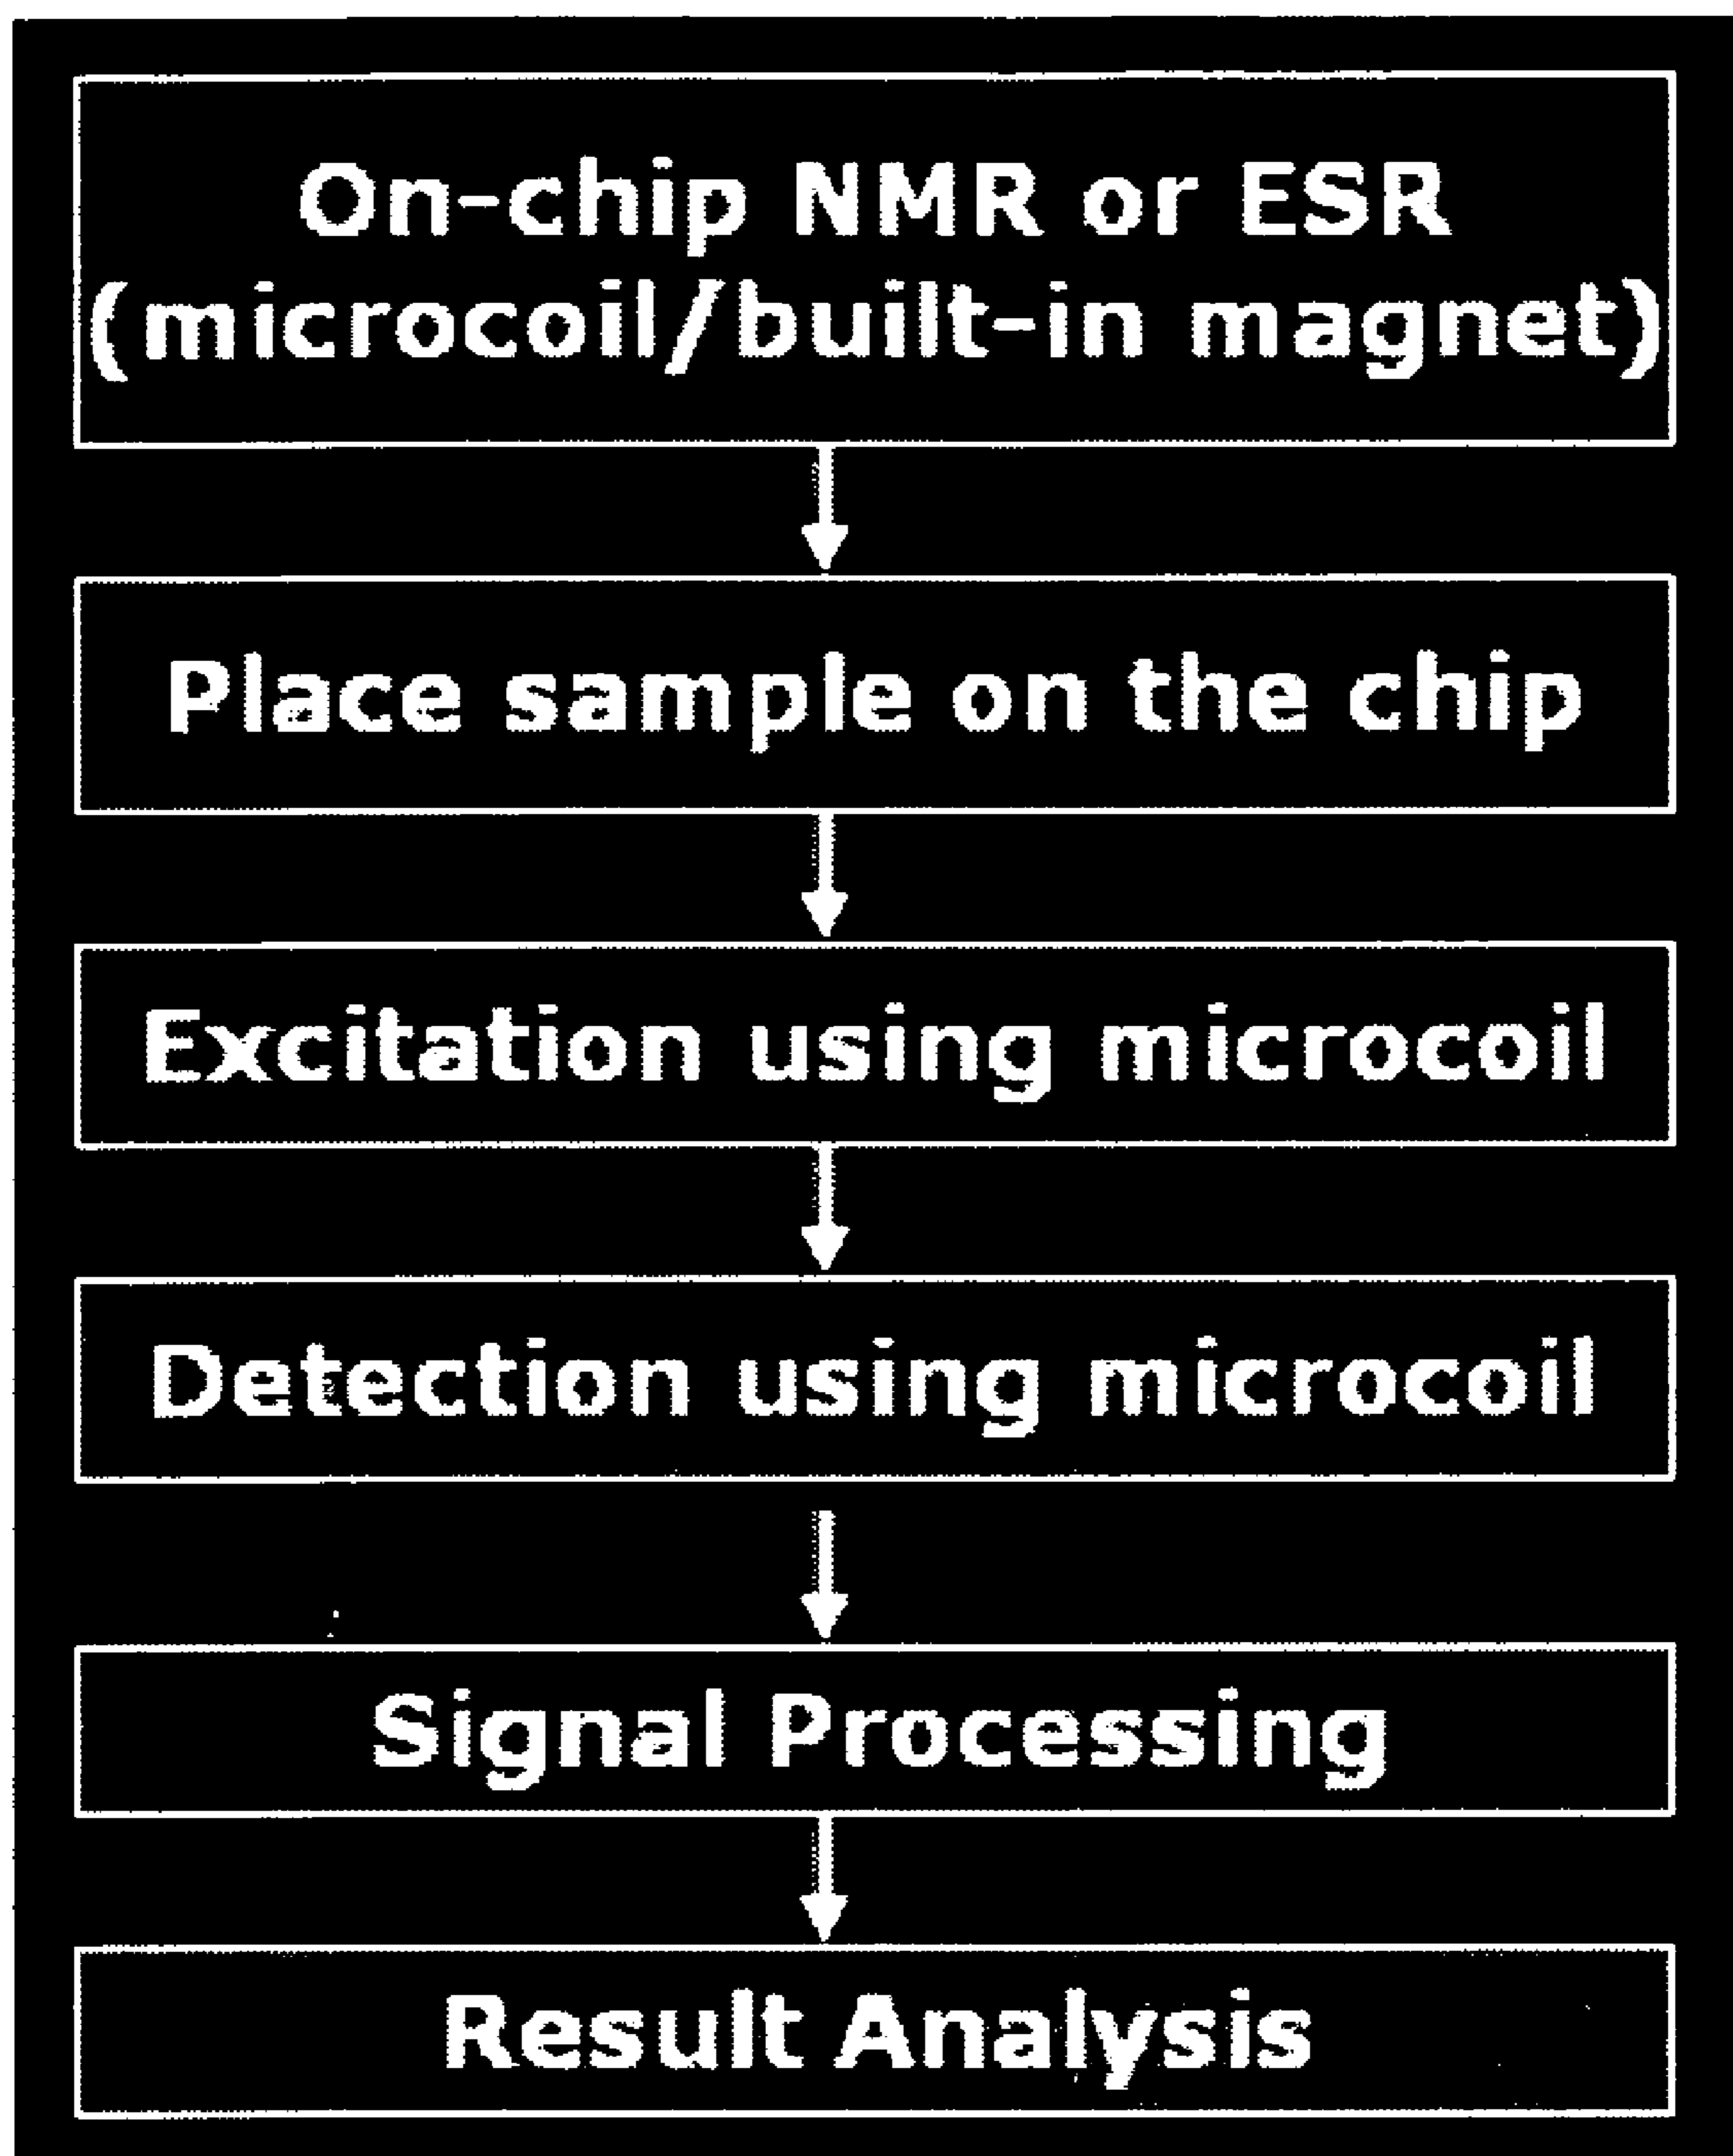 On-chip NMR or ESR
(microcoil/built-in magnet)
Place sample on the chip
Excitation using microcoil
Detection using microcoil
Signal Processing
Result Analysis